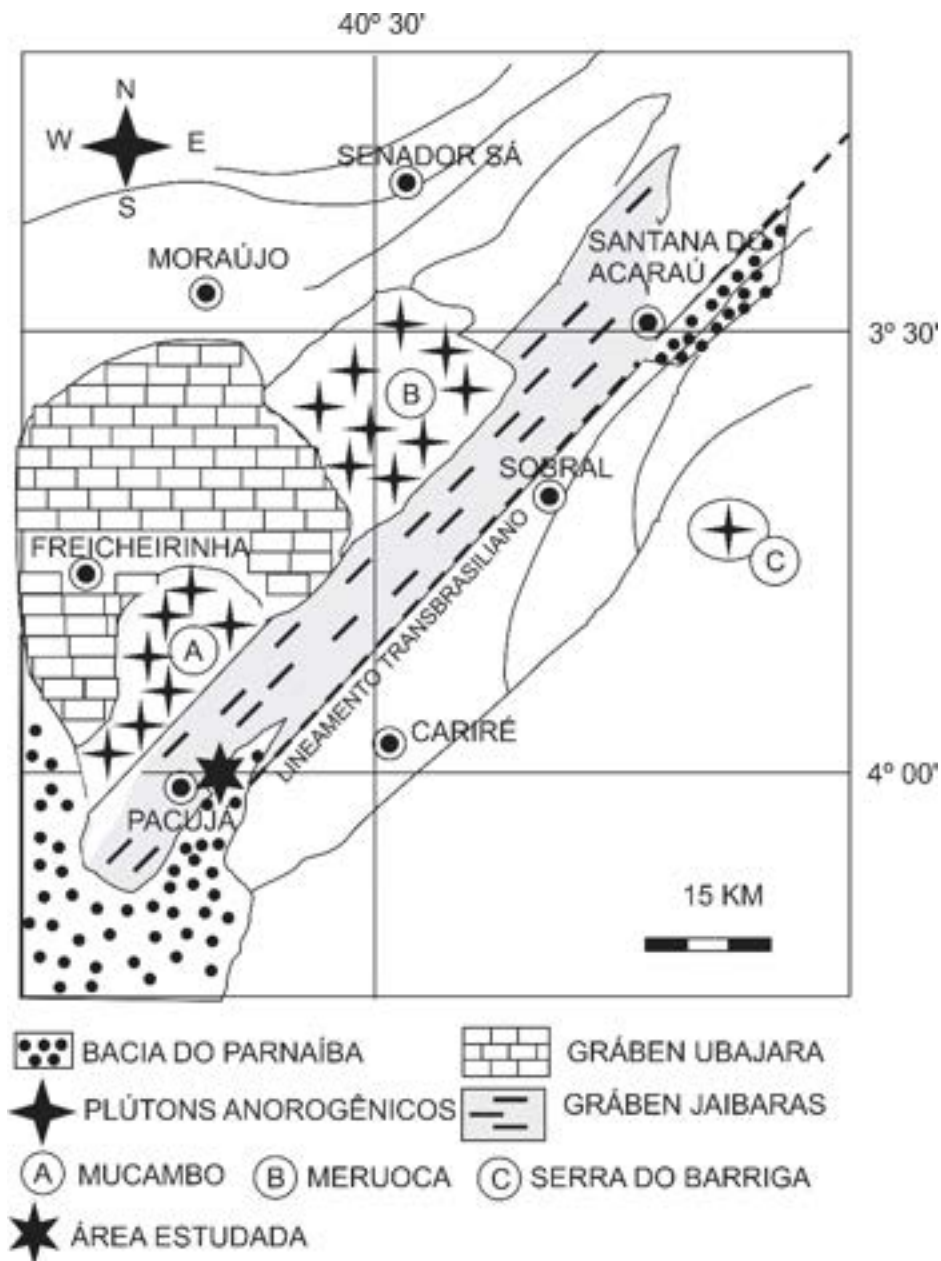 40º 30'
N
W E
S
SENADOR SÁ
MORAÚJO
SANTANA DO
ACARAÚ
3º 30'
B
SOBRAL
FREICHEIRINHA
C
A
LINEAMENTO TRANSBRASILIANO
CARIRÉ
4º 00'
PACUJÁ
15 KM
BACIA DO PARNAÍBA
GRÁBEN UBAJARA
PLÚTONS ANOROGÊNICOS
GRÁBEN JAIBARAS
A MUCAMBO
B MERUOCA
C SERRA DO BARRIGA
ÁREA ESTUDADA